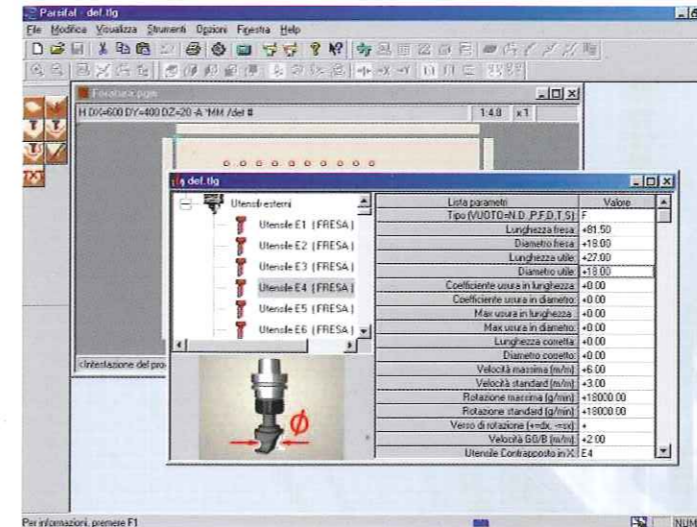 Parsifal - def.tlg
File Modifica Visualizza Strumenti Opzioni Finestra Help
Foratura.pgm
H DX=600 DY=400 DZ=20 -A *MM /def # 1:4.8 x1
def.tlg
Utensili esterni
Utensile E1 (FRESA)
Utensile E2 (FRESA)
Utensile E3 (FRESA)
Utensile E4 (FRESA)
Utensile E5 (FRESA)
Utensile E6 (FRESA)
Lista parametri Valore
Tipo (VUOTO=N.D.,P,F,D,T,S): F
Lunghezza fresa: +81.50
Diametro fresa: +18.00
Lunghezza utile: +27.00
Diametro utile: +18.00
Coefficiente usura in lunghezza: +0.00
Coefficiente usura in diametro: +0.00
Max usura in lunghezza: +0.00
Max usura in diametro: +0.00
Lunghezza corretta: +0.00
Diametro corretto: +0.00
Velocità massima (m/m): +6.00
Velocità standard (m/m): +3.00
Rotazione massima (g/min): +18000.00
Rotazione standard (g/min): +18000.00
Verso di rotazione (+=dx, -=sx): +
Velocità G0/B (m/m): +2.00
Utensile Contrapposto in X: E4
<Intestazione del pro
Ø
Per informazioni, premere F1 NUM